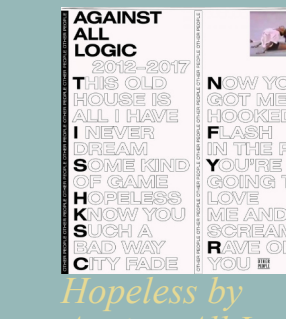 AGAINST
ALL
LOGIC
2012–2017
THIS OLD
HOUSE IS
ALL I HAVE
I NEVER
DREAM
SOME KIND
OF GAME
HOPELESS
KNOW YOU
SUCH A
BAD WAY
CITY FADE
NOW YO
GOT ME
HOOKED
FLASH
IN THE
YOU'RE
GOING T
LOVE
ME AND
SCREAM
RAVE O
YOU
OTHER PEOPLE
Hopeless by